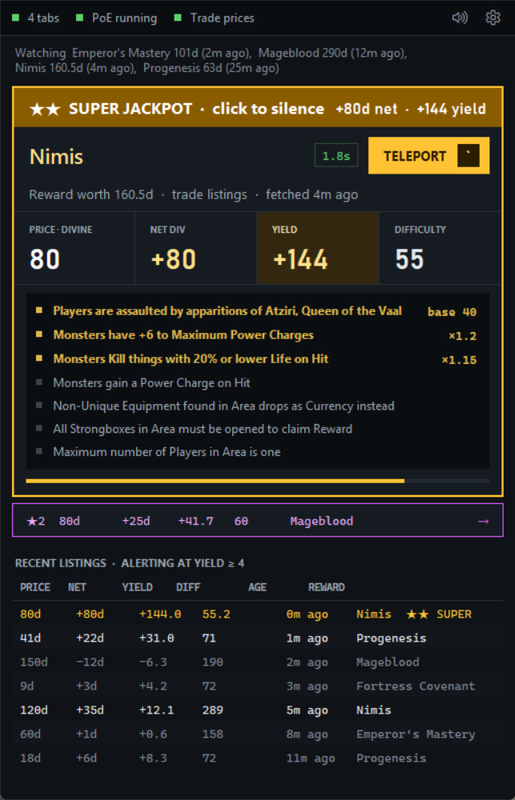 4 tabs PoE running Trade prices
Watching Emperor's Mastery 101d (2m ago), Mageblood 290d (12m ago),
Nimis 160.5d (4m ago), Progenesis 63d (25m ago)
★★ SUPER JACKPOT · click to silence +80d net · +144 yield
Nimis 1.8s TELEPORT `
Reward worth 160.5d · trade listings · fetched 4m ago
PRICE·DIVINE NET DIV YIELD DIFFICULTY
80 +80 +144 55
Players are assaulted by apparitions of Atziri, Queen of the Vaal base 40
Monsters have +6 to Maximum Power Charges ×1.2
Monsters Kill things with 20% or lower Life on Hit ×1.15
Monsters gain a Power Charge on Hit
Non-Unique Equipment found in Area drops as Currency instead
All Strongboxes in Area must be opened to claim Reward
Maximum number of Players in Area is one
★2 80d +25d +41.7 60 Mageblood →
RECENT LISTINGS · ALERTING AT YIELD ≥ 4
PRICE NET YIELD DIFF AGE REWARD
80d +80d +144.0 55.2 0m ago Nimis ★★ SUPER
41d +22d +31.0 71 1m ago Progenesis
150d −12d −6.3 190 2m ago Mageblood
9d +3d +4.2 72 3m ago Fortress Covenant
120d +35d +12.1 289 5m ago Nimis
60d +1d +0.6 158 8m ago Emperor's Mastery
18d +6d +8.3 72 11m ago Progenesis